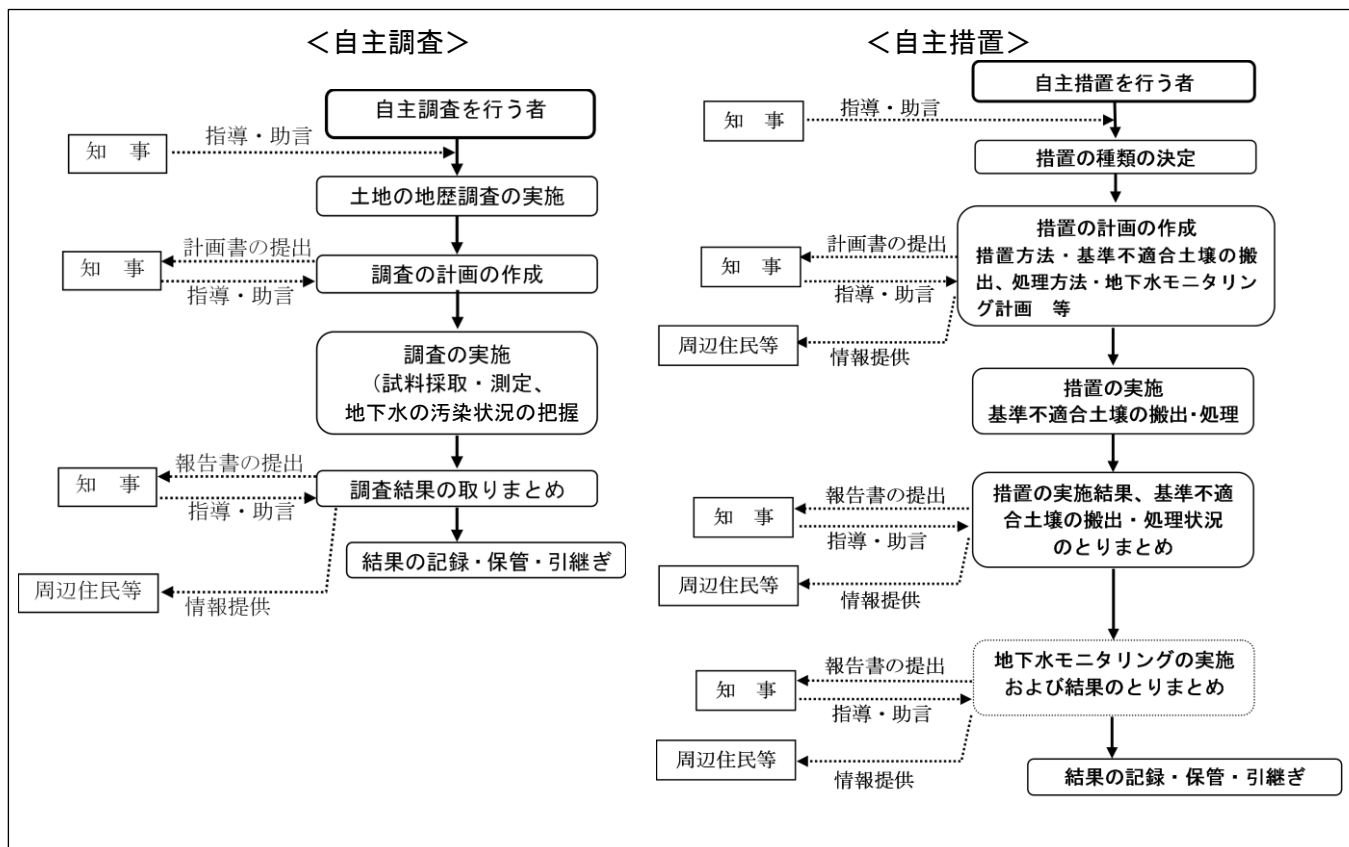 ＜自主調査＞
自主調査を行う者
指導・助言
知　事
土地の地歴調査の実施
計画書の提出
知　事
調査の計画の作成
指導・助言
調査の実施
（試料採取・測定、
地下水の汚染状況の把握
報告書の提出
知　事
調査結果の取りまとめ
指導・助言
結果の記録・保管・引継ぎ
周辺住民等
情報提供
＜自主措置＞
自主措置を行う者
指導・助言
知　事
措置の種類の決定
措置の計画の作成
措置方法・基準不適合土壌の搬
出、処理方法・地下水モニタリン
グ計画　等
計画書の提出
知　事
指導・助言
周辺住民等
情報提供
措置の実施
基準不適合土壌の搬出・処理
措置の実施結果、基準不適
合土壌の搬出・処理状況
のとりまとめ
報告書の提出
知　事
指導・助言
周辺住民等
情報提供
地下水モニタリングの実施
および結果のとりまとめ
報告書の提出
知　事
指導・助言
周辺住民等
情報提供
結果の記録・保管・引継ぎ